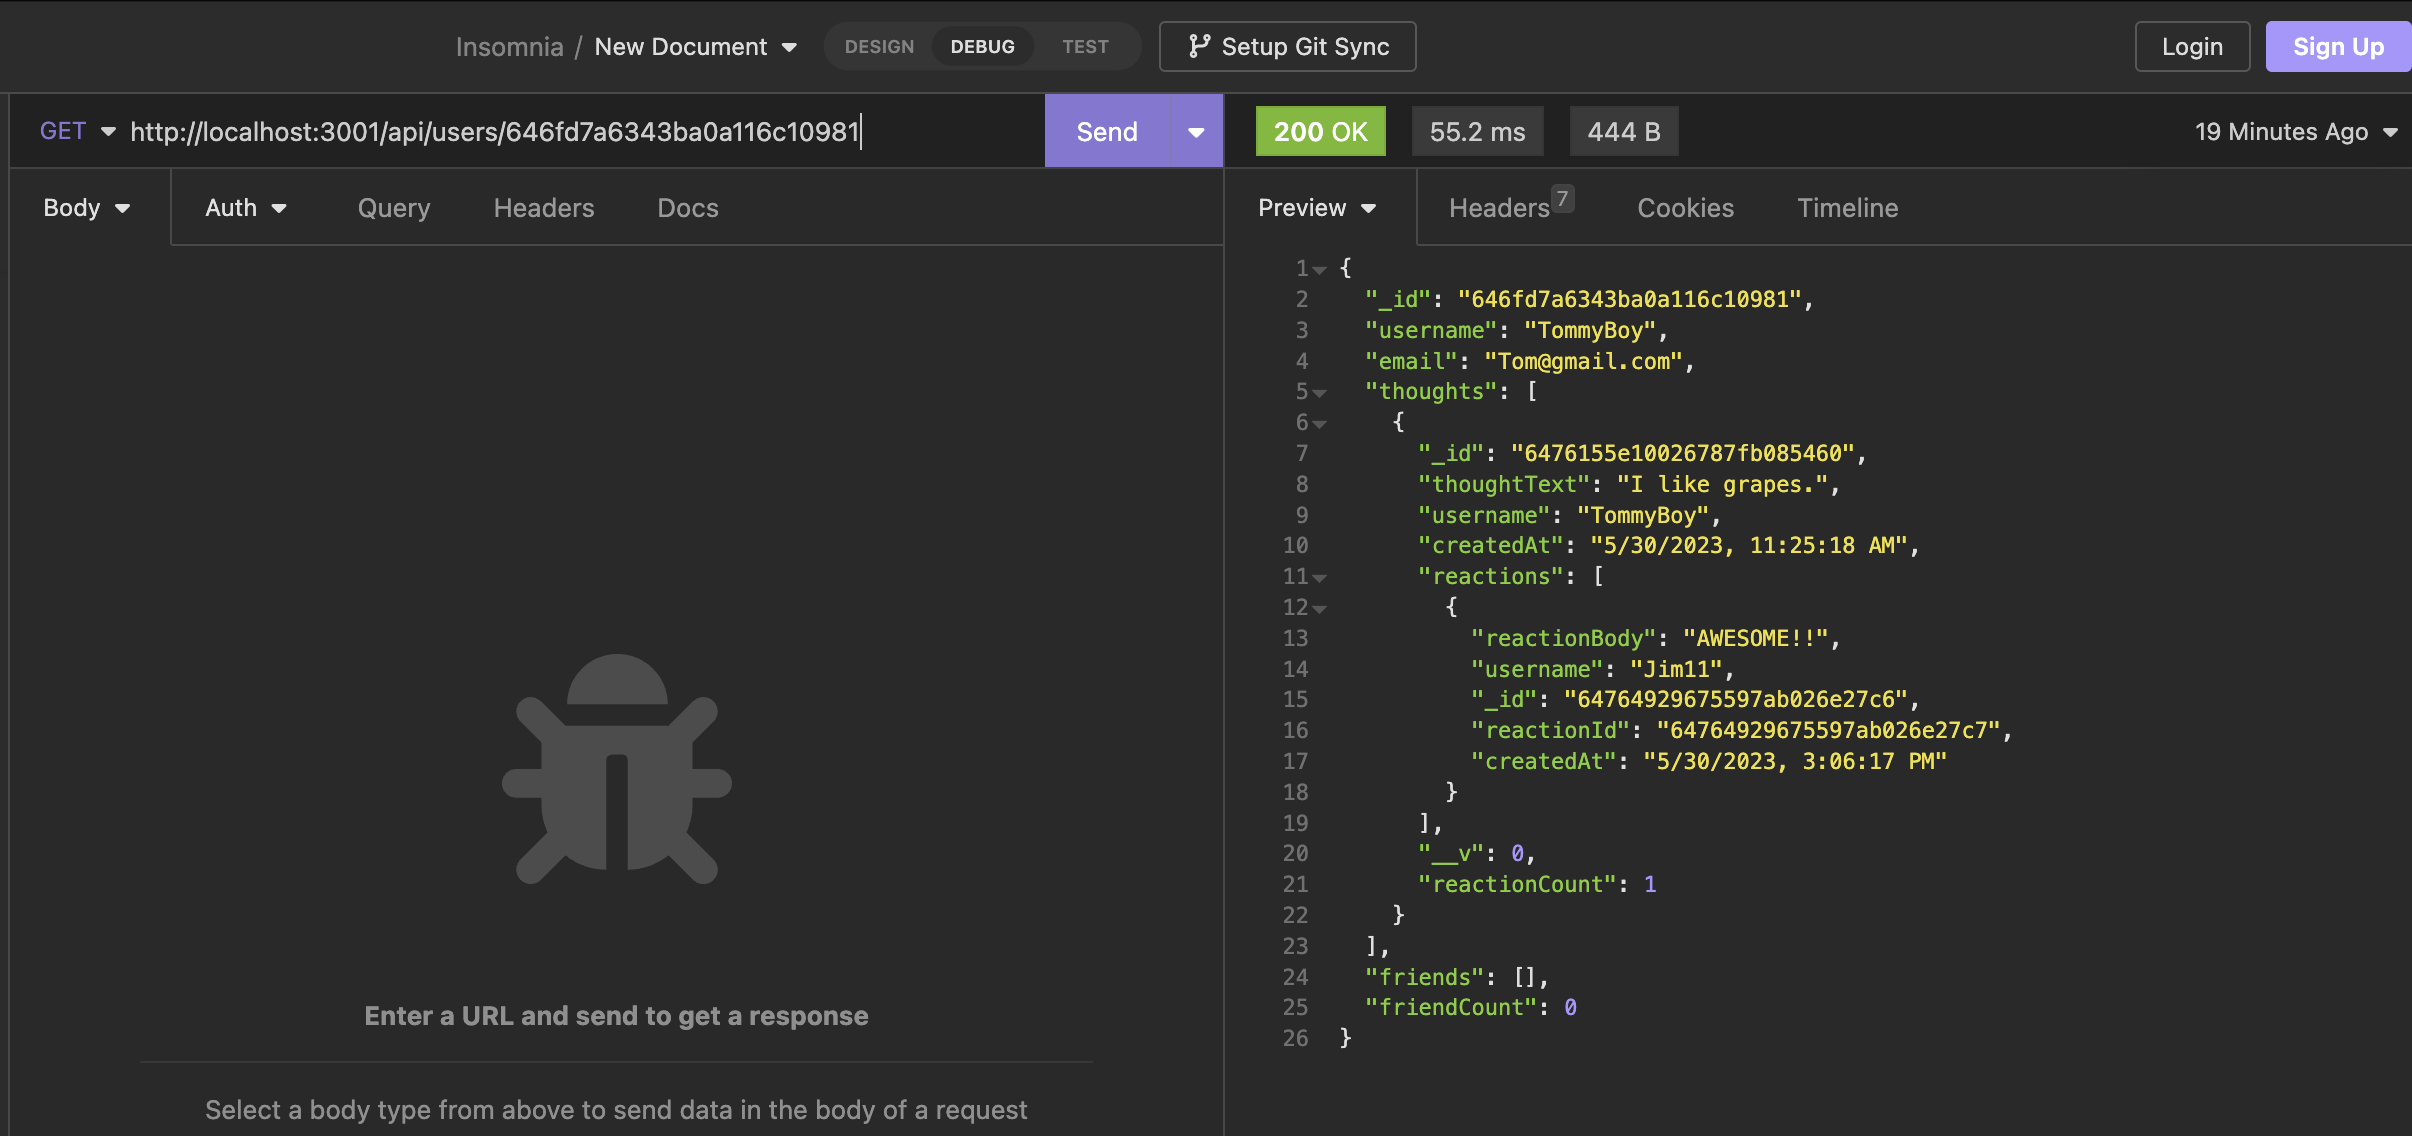 Insomnia / New Document DESIGN DEBUG TEST Setup Git Sync Login Sign Up
GET http://localhost:3001/api/users/646fd7a6343ba0a116c10981 Send 200 OK 55.2 ms 444 B 19 Minutes Ago
Body Auth Query Headers Docs
Enter a URL and send to get a response
Select a body type from above to send data in the body of a request
Preview Headers 7 Cookies Timeline
1 {
2 "_id": "646fd7a6343ba0a116c10981",
3 "username": "TommyBoy",
4 "email": "Tom@gmail.com",
5 "thoughts": [
6 {
7 "_id": "6476155e10026787fb085460",
8 "thoughtText": "I like grapes.",
9 "username": "TommyBoy",
10 "createdAt": "5/30/2023, 11:25:18 AM",
11 "reactions": [
12 {
13 "reactionBody": "AWESOME!!",
14 "username": "Jim11",
15 "_id": "64764929675597ab026e27c6",
16 "reactionId": "64764929675597ab026e27c7",
17 "createdAt": "5/30/2023, 3:06:17 PM"
18 }
19 ],
20 "__v": 0,
21 "reactionCount": 1
22 }
23 ],
24 "friends": [],
25 "friendCount": 0
26 }